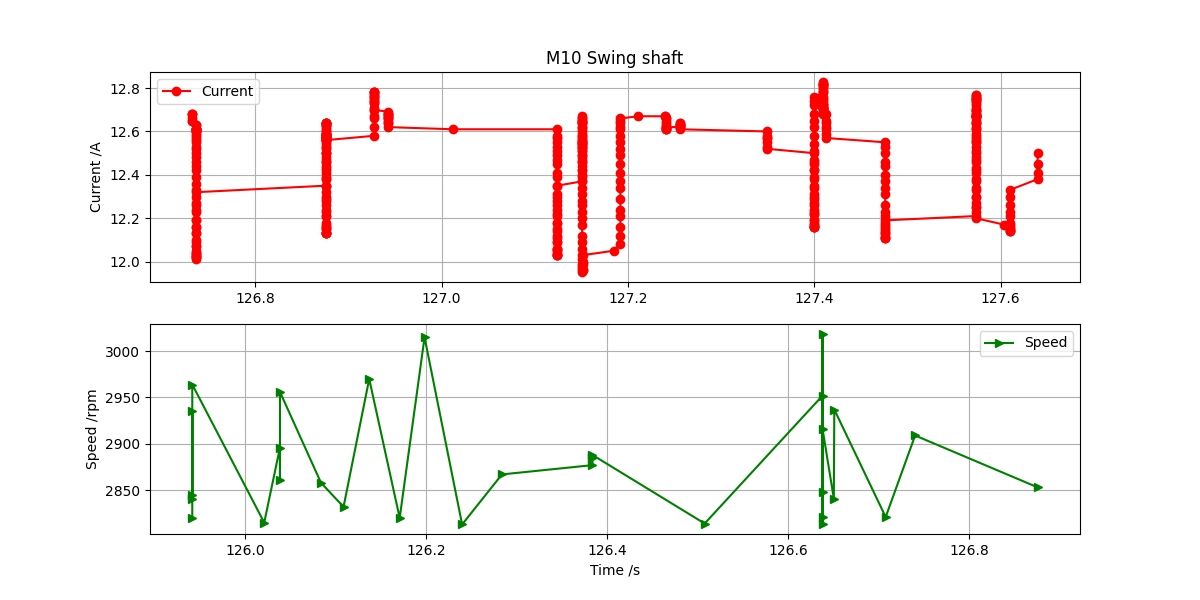 M10 Swing shaft
Current /A
12.8
12.6
12.4
12.2
12.0
Current
126.8 127.0 127.2 127.4 127.6
Speed /rpm
3000
2950
2900
2850
Speed
126.0 126.2 126.4 126.6 126.8
Time /s